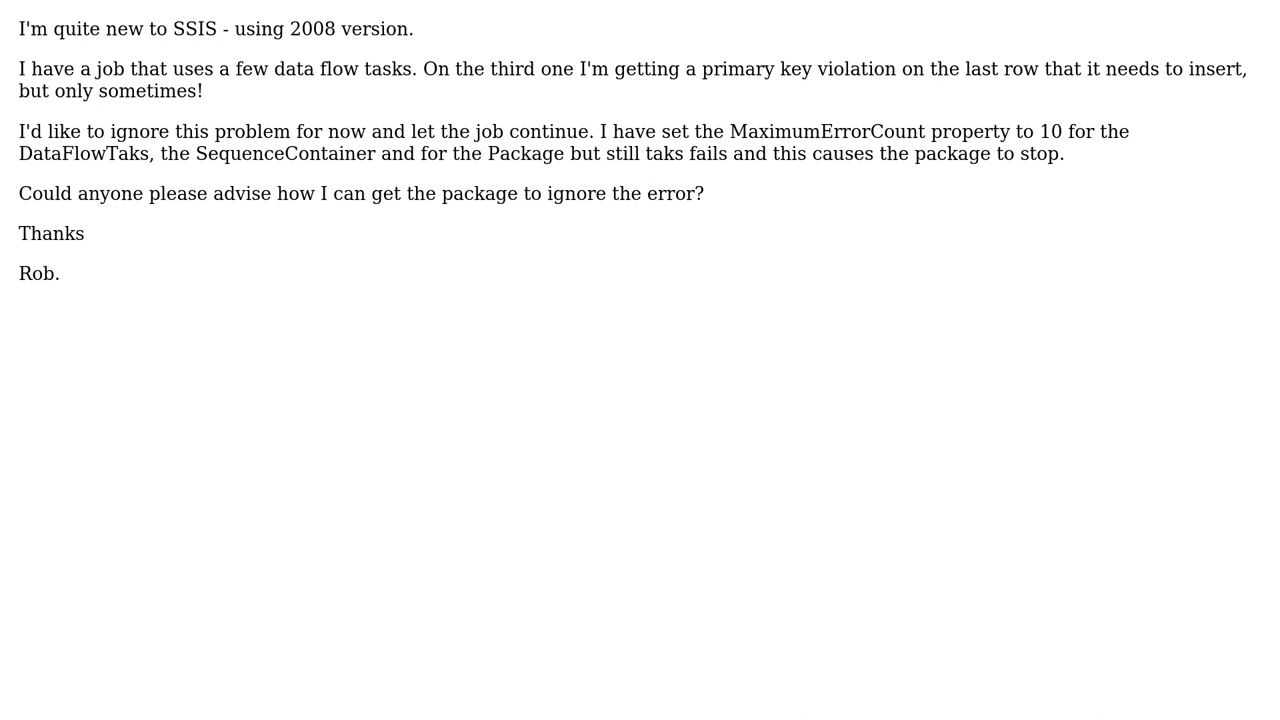 I'm quite new to SSIS - using 2008 version.
I have a job that uses a few data flow tasks. On the third one I'm getting a primary key violation on the last row that it needs to insert,
but only sometimes!
I'd like to ignore this problem for now and let the job continue. I have set the MaximumErrorCount property to 10 for the
DataFlowTaks, the SequenceContainer and for the Package but still taks fails and this causes the package to stop.
Could anyone please advise how I can get the package to ignore the error?
Thanks
Rob.